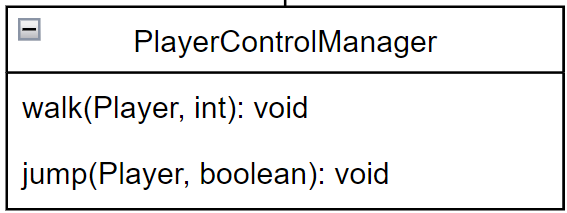 PlayerControlManager
walk(Player, int): void
jump(Player, boolean): void